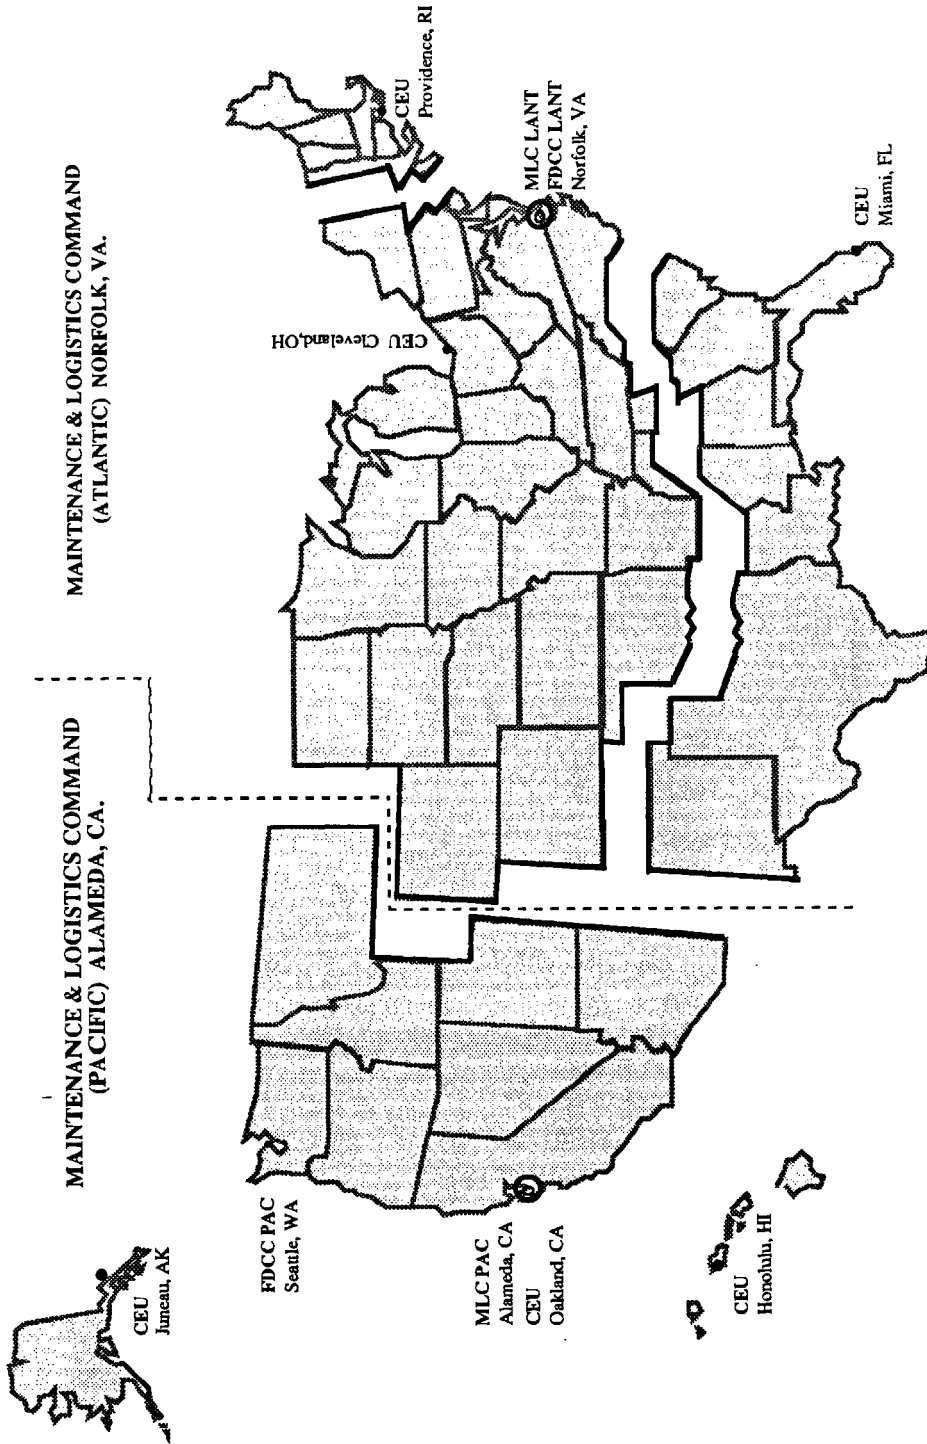 MAINTENANCE & LOGISTICS COMMAND
(PACIFIC) ALAMEDA, CA.
MAINTENANCE & LOGISTICS COMMAND
(ATLANTIC) NORFOLK, VA.
CEU
Juneau, AK
FDCC PAC
Seattle, WA
MLC PAC
Alameda, CA
CEU
Oakland, CA
CEU
Honolulu, HI
CEU Cleveland,OH
CEU
Providence, RI
MLC LANT
FDCC LANT
Norfolk, VA
CEU
Miami, FL